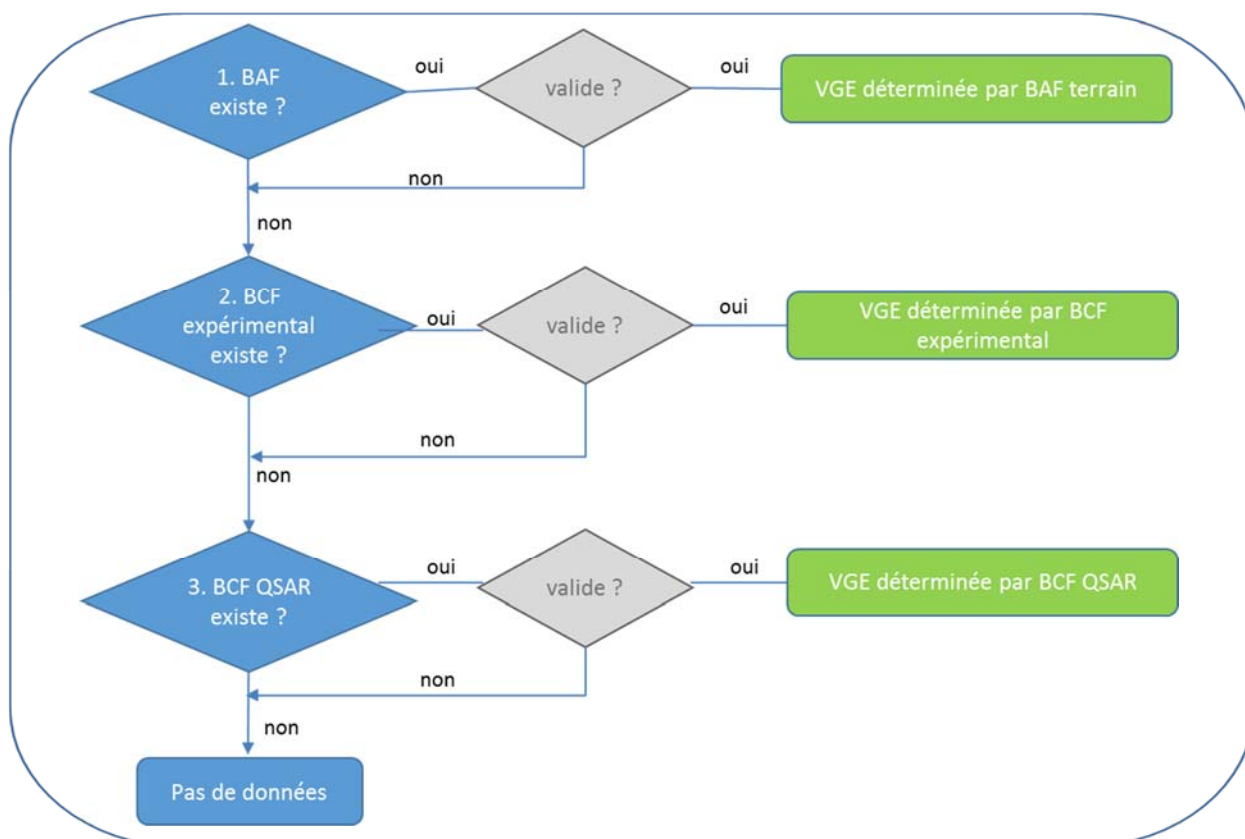 1. BAF
existe ?
oui
valide ?
oui
VGE déterminée par BAF terrain
non
non
2. BCF
expérimental
existe ?
oui
valide ?
oui
VGE déterminée par BCF
expérimental
non
non
3. BCF QSAR
existe ?
oui
valide ?
oui
VGE déterminée par BCF QSAR
non
non
Pas de données